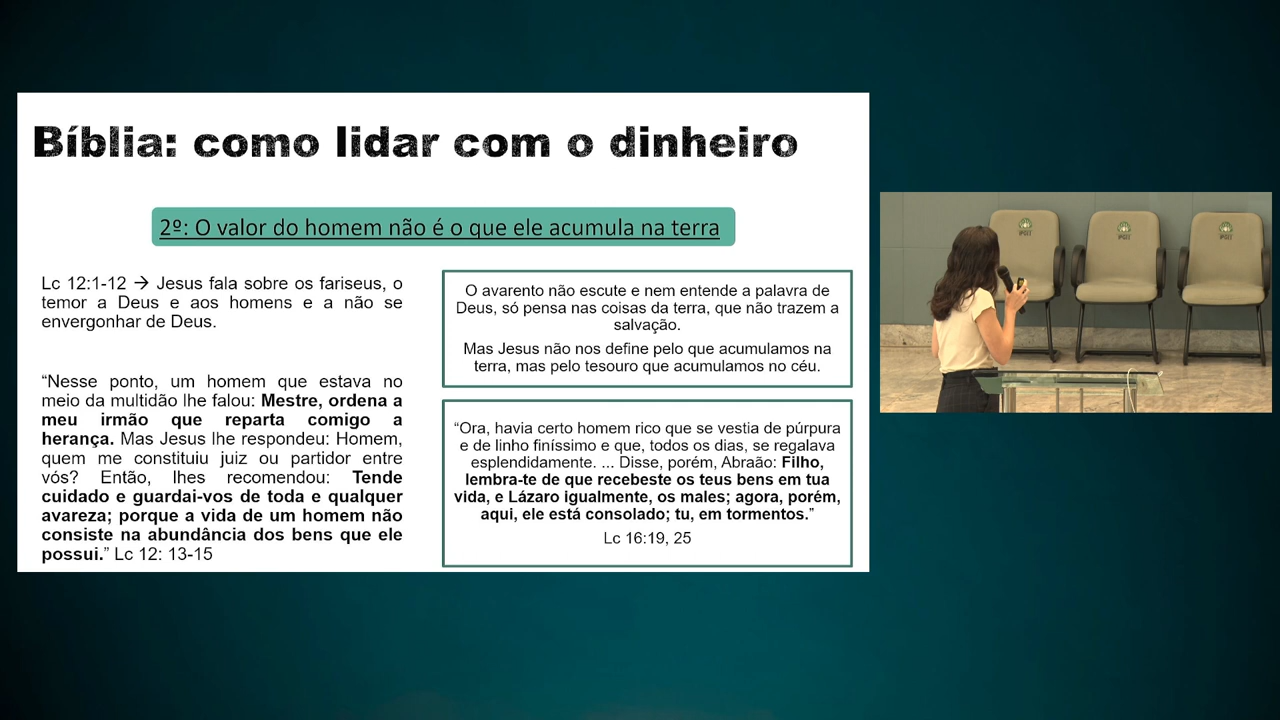 Bíblia: como lidar com o dinheiro
2º: O valor do homem não é o que ele acumula na terra
Lc 12:1-12 → Jesus fala sobre os fariseus, o
temor a Deus e aos homens e a não se
envergonhar de Deus.
“Nesse ponto, um homem que estava no
meio da multidão lhe falou: Mestre, ordena a
meu irmão que reparta comigo a
herança. Mas Jesus lhe respondeu: Homem,
quem me constituiu juiz ou partidor entre
vós? Então, lhes recomendou: Tende
cuidado e guardai-vos de toda e qualquer
avareza; porque a vida de um homem não
consiste na abundância dos bens que ele
possui.” Lc 12: 13-15
O avarento não escute e nem entende a palavra de
Deus, só pensa nas coisas da terra, que não trazem a
salvação.
Mas Jesus não nos define pelo que acumulamos na
terra, mas pelo tesouro que acumulamos no céu.
“Ora, havia certo homem rico que se vestia de púrpura
e de linho finíssimo e que, todos os dias, se regalava
esplendidamente. ... Disse, porém, Abraão: Filho,
lembra-te de que recebeste os teus bens em tua
vida, e Lázaro igualmente, os males; agora, porém,
aqui, ele está consolado; tu, em tormentos.”
Lc 16:19, 25